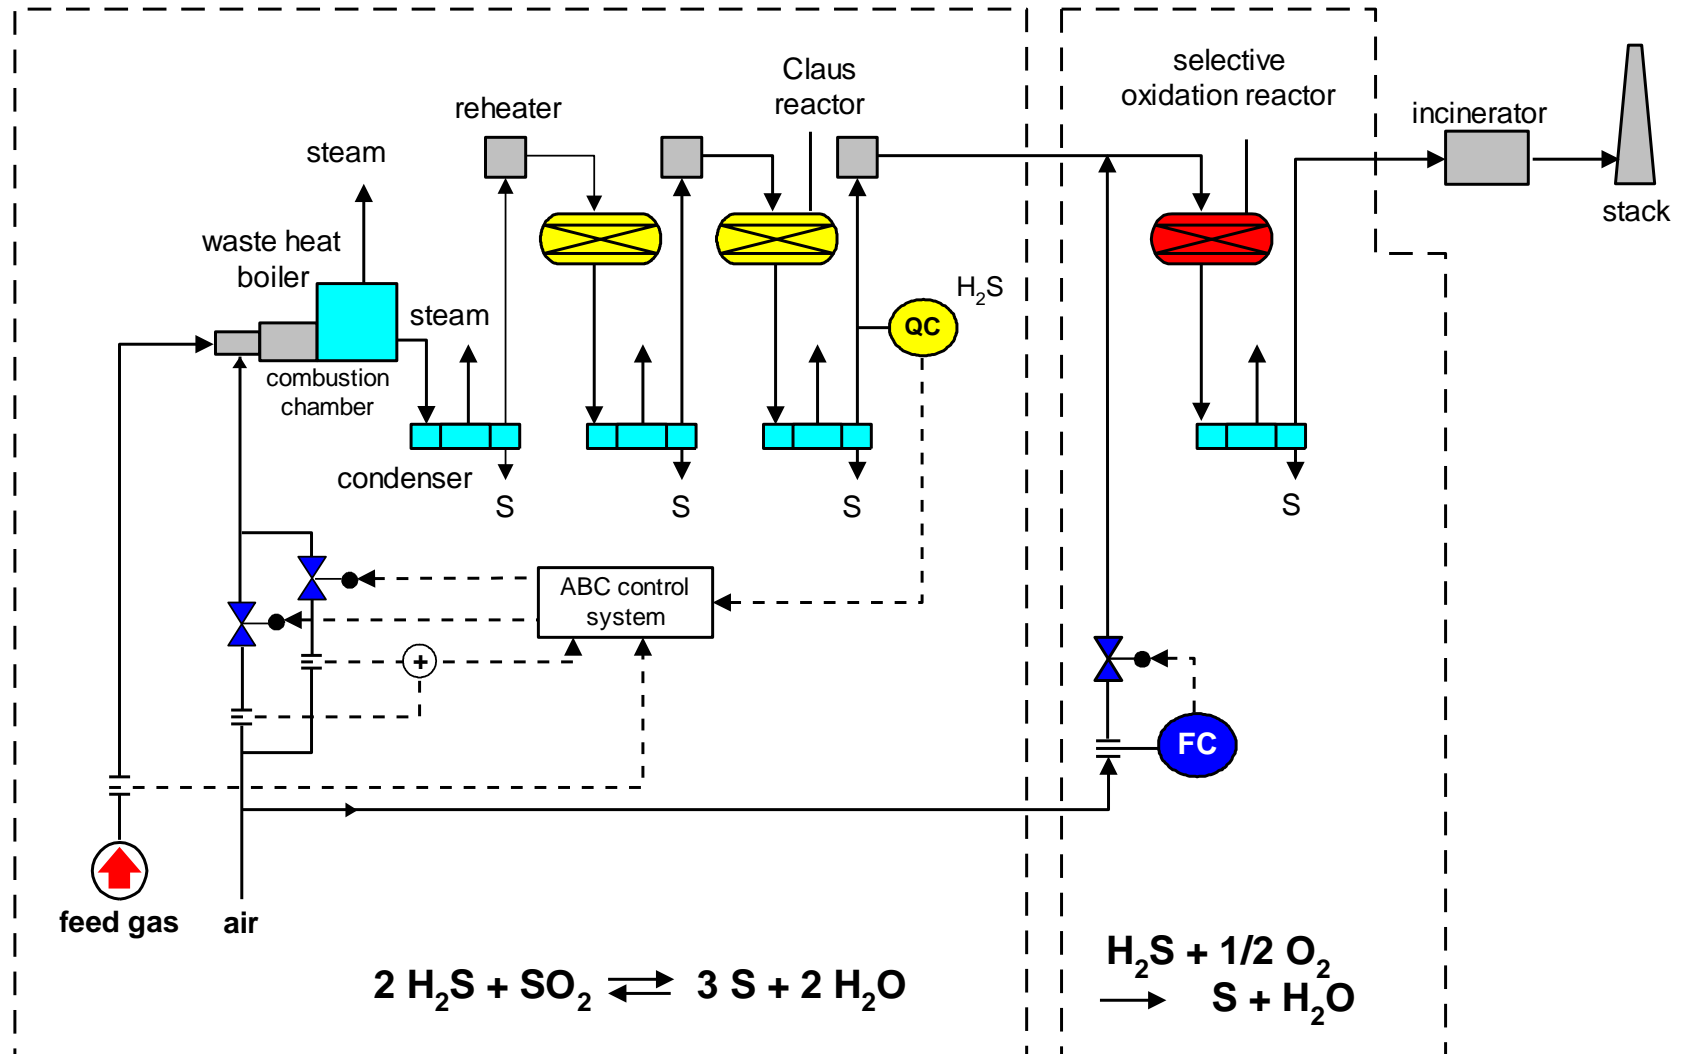 Claus
reactor
selective
oxidation reactor
reheater
incinerator
steam
stack
waste heat
boiler
H₂S
steam
QC
combustion
chamber
condenser
S
S
S
S
ABC control
system
+
FC
feed gas
air
2 H₂S + SO₂ ⇌ 3 S + 2 H₂O
H₂S + 1/2 O₂
→ S + H₂O